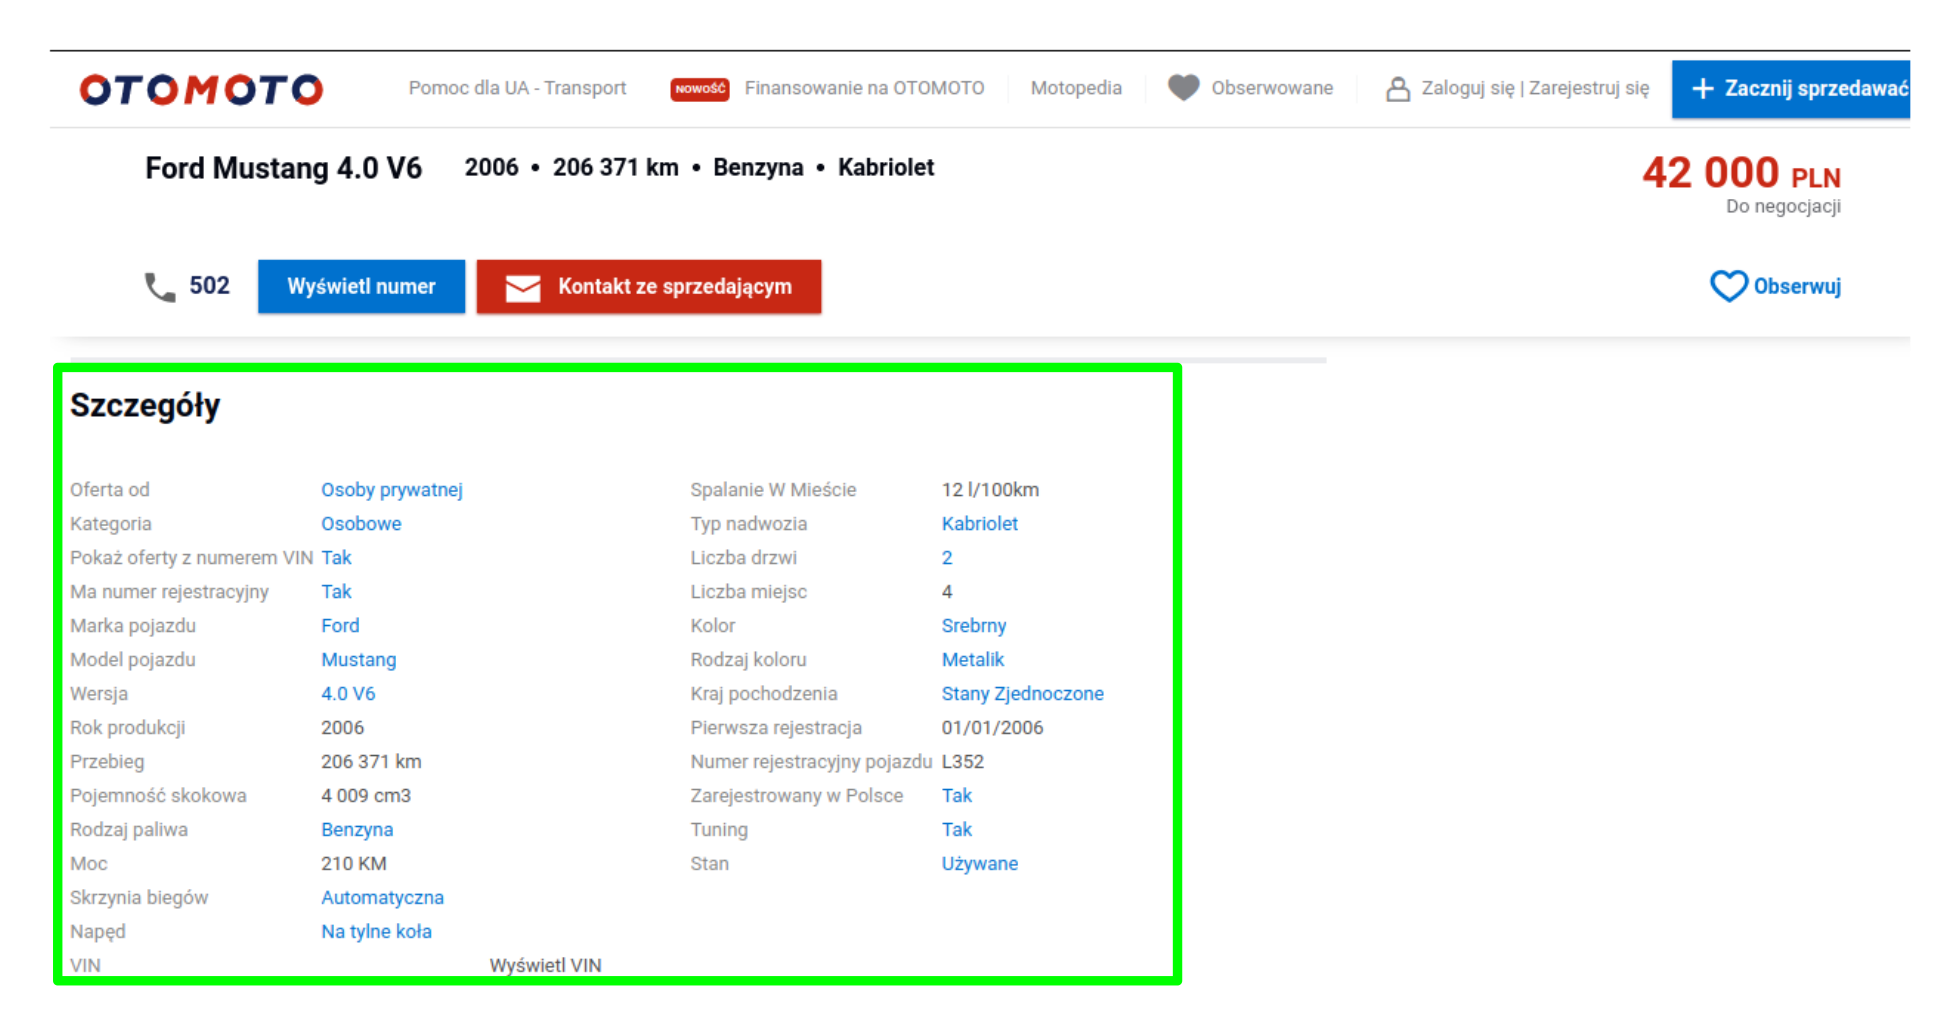 OTOMOTO Pomoc dla UA - Transport NOWOŚĆ Finansowanie na OTOMOTO Motopedia Obserwowane Zaloguj się | Zarejestruj się + Zacznij sprzedawać
Ford Mustang 4.0 V6 2006 • 206 371 km • Benzyna • Kabriolet 42 000 PLN
Do negocjacji
502 Wyświetl numer Kontakt ze sprzedającym Obserwuj
Szczegóły
Oferta od Osoby prywatnej Spalanie W Mieście 12 l/100km
Kategoria Osobowe Typ nadwozia Kabriolet
Pokaż oferty z numerem VIN Tak Liczba drzwi 2
Ma numer rejestracyjny Tak Liczba miejsc 4
Marka pojazdu Ford Kolor Srebrny
Model pojazdu Mustang Rodzaj koloru Metalik
Wersja 4.0 V6 Kraj pochodzenia Stany Zjednoczone
Rok produkcji 2006 Pierwsza rejestracja 01/01/2006
Przebieg 206 371 km Numer rejestracyjny pojazdu L352
Pojemność skokowa 4 009 cm3 Zarejestrowany w Polsce Tak
Rodzaj paliwa Benzyna Tuning Tak
Moc 210 KM Stan Używane
Skrzynia biegów Automatyczna
Napęd Na tylne koła
VIN Wyświetl VIN